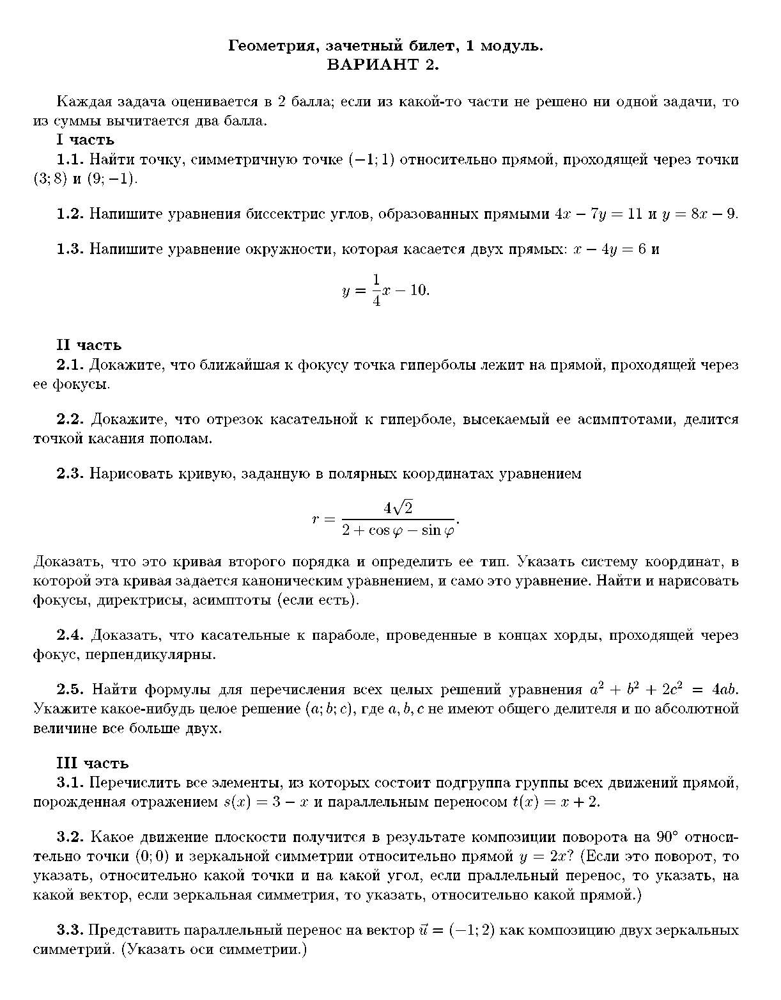 Геометрия, зачетный билет, 1 модуль.
ВАРИАНТ 2.
Каждая задача оценивается в 2 балла; если из какой-то части не решено ни одной задачи, то
из суммы вычитается два балла.
I часть
1.1. Найти точку, симметричную точке (−1; 1) относительно прямой, проходящей через точки
(3; 8) и (9; −1).
1.2. Напишите уравнения биссектрис углов, образованных прямыми 4x − 7y = 11 и y = 8x − 9.
1.3. Напишите уравнение окружности, которая касается двух прямых: x − 4y = 6 и
y = \frac{1}{4}x − 10.
II часть
2.1. Докажите, что ближайшая к фокусу точка гиперболы лежит на прямой, проходящей через
ее фокусы.
2.2. Докажите, что отрезок касательной к гиперболе, высекаемый ее асимптотами, делится
точкой касания пополам.
2.3. Нарисовать кривую, заданную в полярных координатах уравнением
r = \frac{4\sqrt{2}}{2 + \cos φ − \sin φ}.
Доказать, что это кривая второго порядка и определить ее тип. Указать систему координат, в
которой эта кривая задается каноническим уравнением, и само это уравнение. Найти и нарисовать
фокусы, директрисы, асимптоты (если есть).
2.4. Доказать, что касательные к параболе, проведенные в концах хорды, проходящей через
фокус, перпендикулярны.
2.5. Найти формулы для перечисления всех целых решений уравнения a² + b² + 2c² = 4ab.
Укажите какое-нибудь целое решение (a; b; c), где a, b, c не имеют общего делителя и по абсолютной
величине все больше двух.
III часть
3.1. Перечислить все элементы, из которых состоит подгруппа группы всех движений прямой,
порожденная отражением s(x) = 3 − x и параллельным переносом t(x) = x + 2.
3.2. Какое движение плоскости получится в результате композиции поворота на 90° относи-
тельно точки (0; 0) и зеркальной симметрии относительно прямой y = 2x? (Если это поворот, то
указать, относительно какой точки и на какой угол, если праллельный перенос, то указать, на
какой вектор, если зеркальная симметрия, то указать, относительно какой прямой.)
3.3. Представить параллельный перенос на вектор \vec{u} = (−1; 2) как композицию двух зеркальных
симметрий. (Указать оси симметрии.)